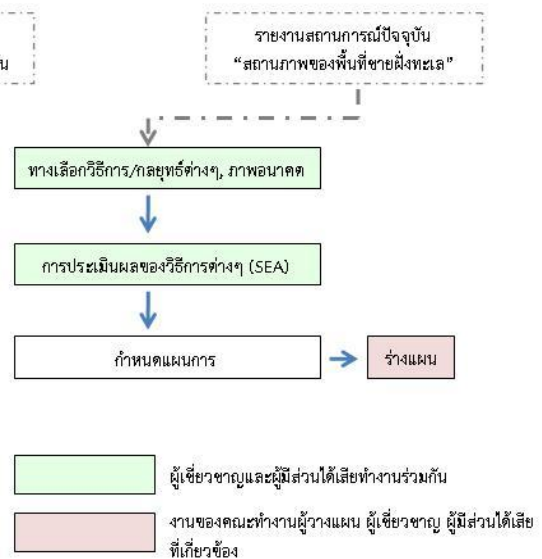 รายงานสถานการณ์ปัจจุบัน
“สถานภาพของพื้นที่ชายฝั่งทะเล”
น
ทางเลือกวิธีการ/กลยุทธ์ต่างๆ, ภาพอนาคต
การประเมินผลของวิธีการต่างๆ (SEA)
กำหนดแผนการ
ร่างแผน
ผู้เชี่ยวชาญและผู้มีส่วนได้เสียทำงานร่วมกัน
งานของคณะทำงานผู้วางแผน ผู้เชี่ยวชาญ ผู้มีส่วนได้เสีย
ที่เกี่ยวข้อง